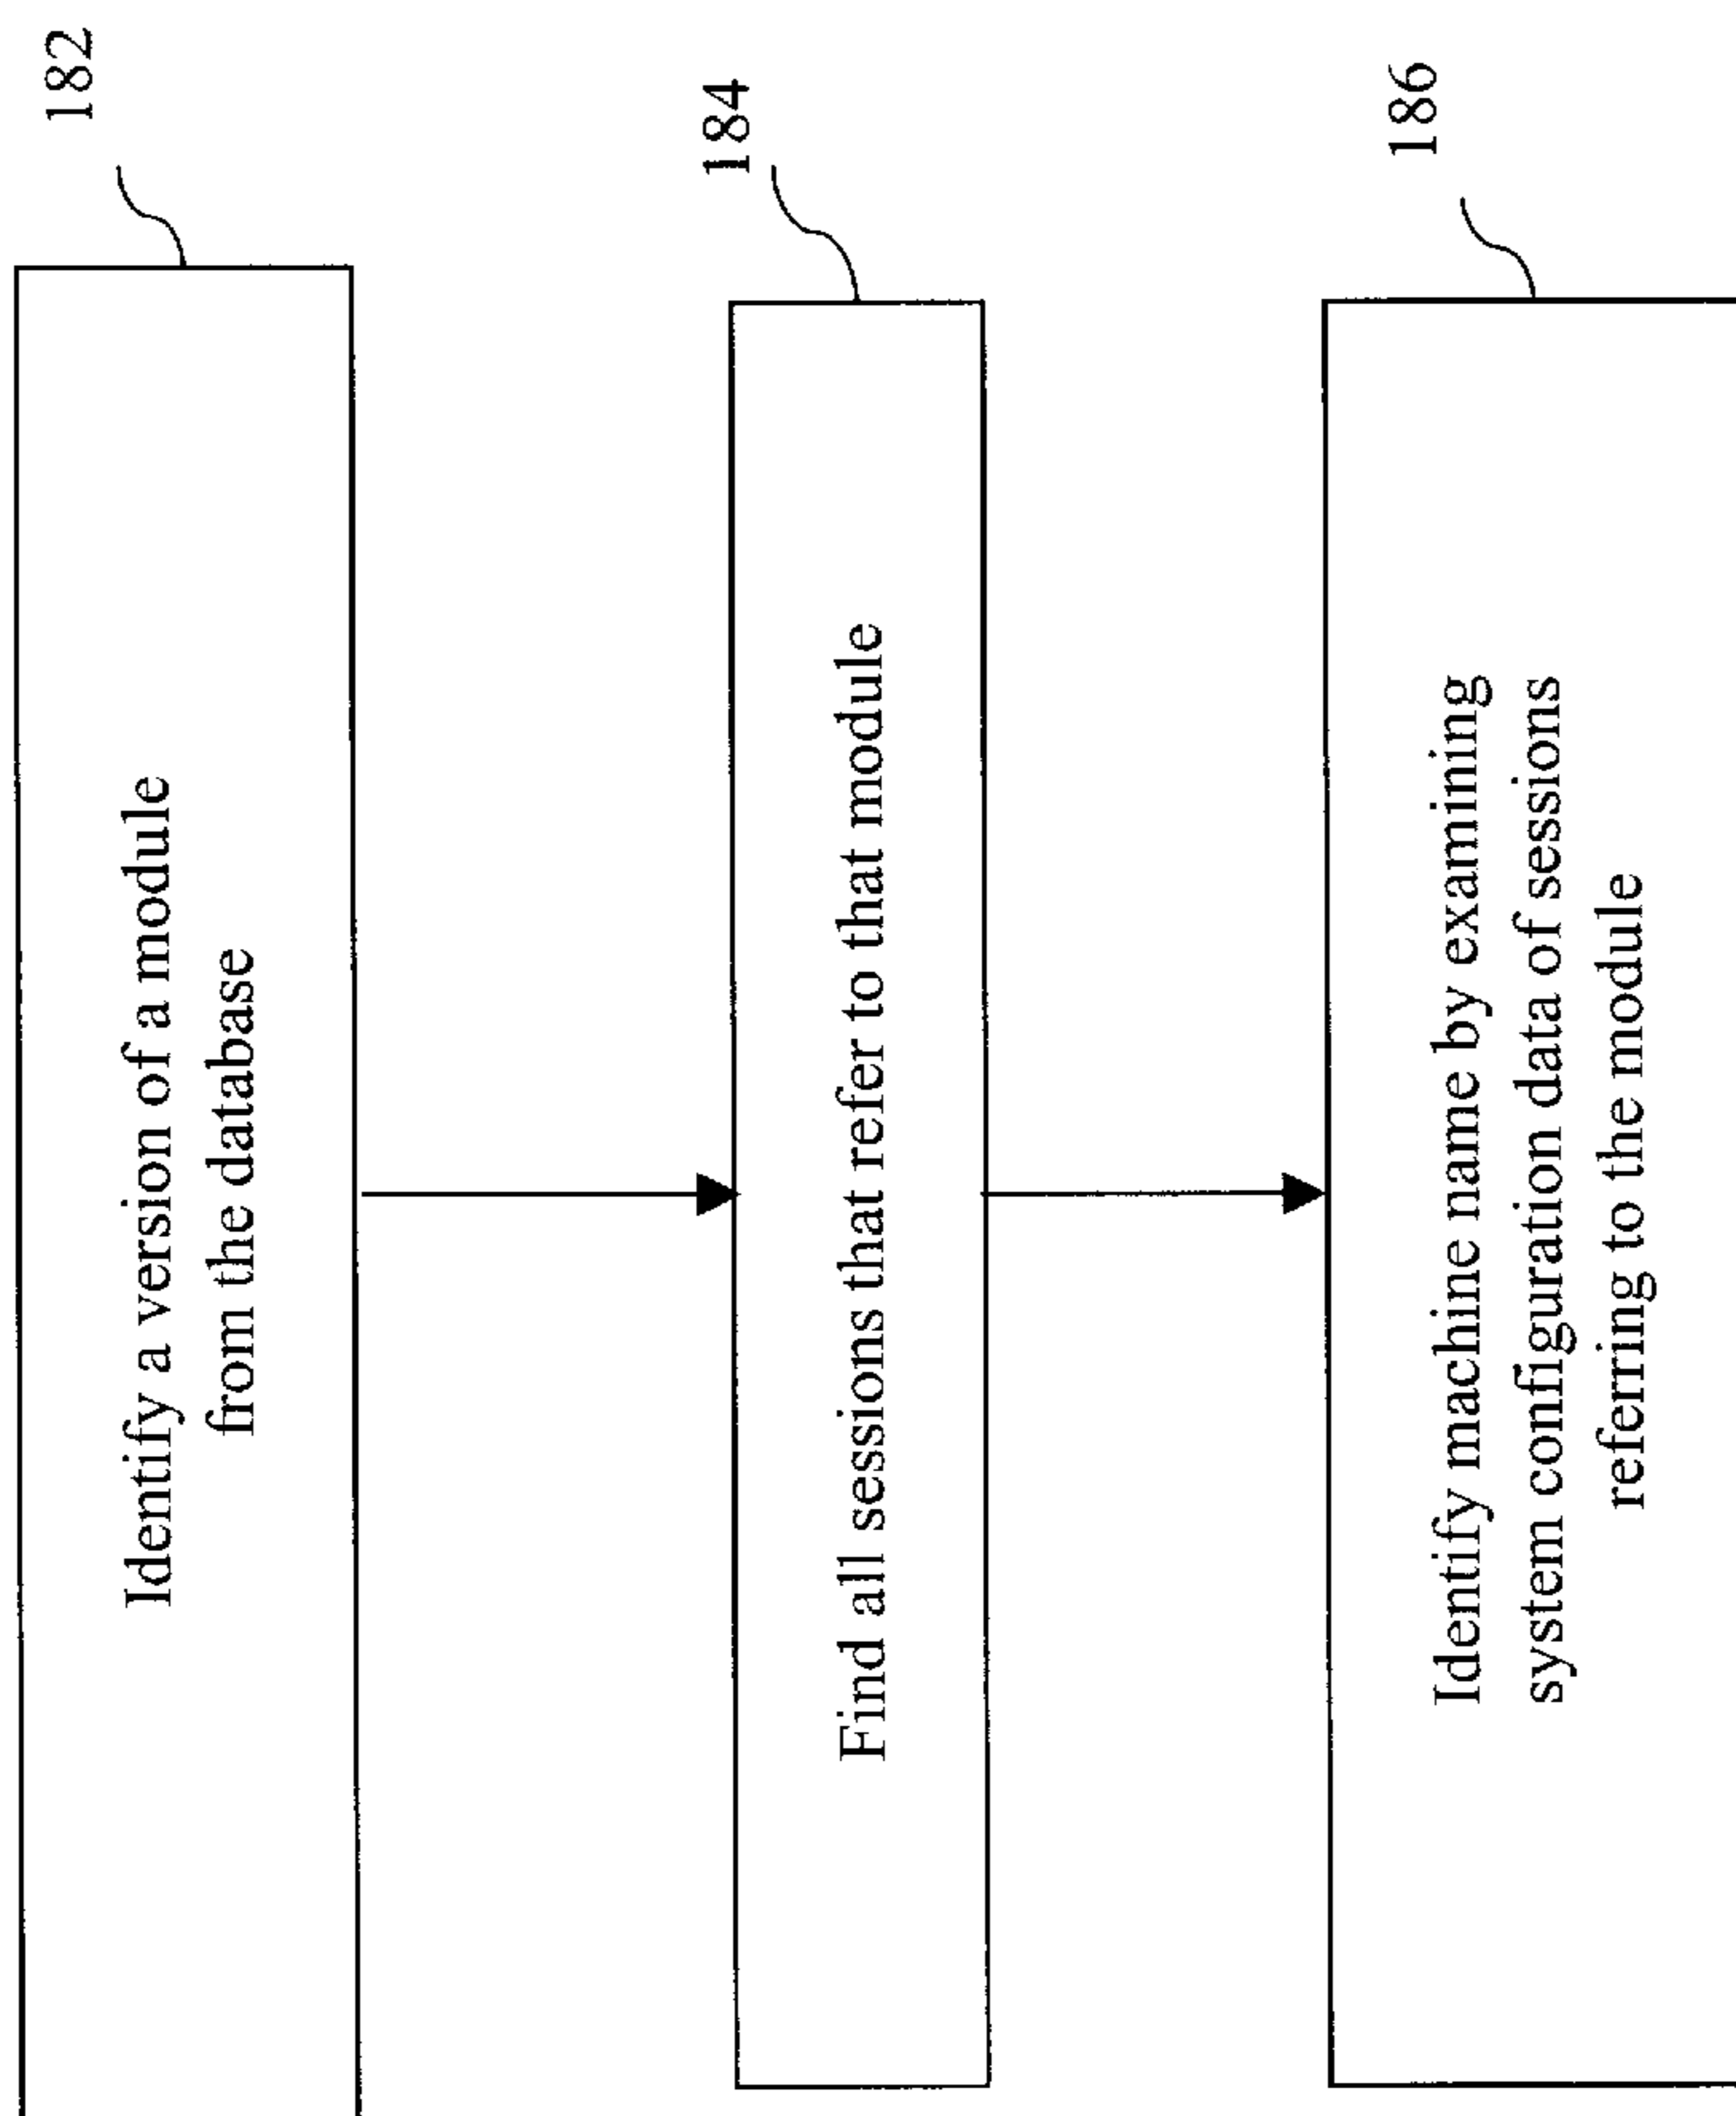 182
Identify a version of a module
from the database
184
Find all sessions that refer to that module
186
Identify machine name by examining
system configuration data of sessions
referring to the module